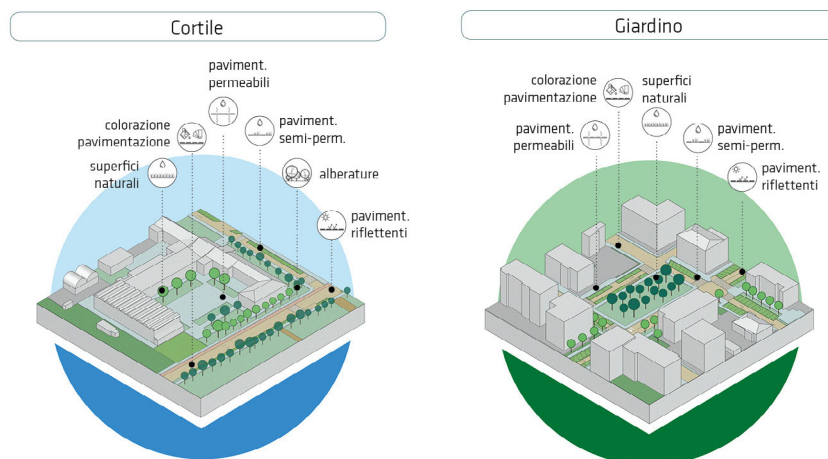 Cortile
paviment.
permeabili
colorazione
pavimentazione
paviment.
semi-perm.
superfici
naturali
alberature
paviment.
riflettenti
Giardino
colorazione
pavimentazione
superfici
naturali
paviment.
permeabili
paviment.
semi-perm.
paviment.
riflettenti